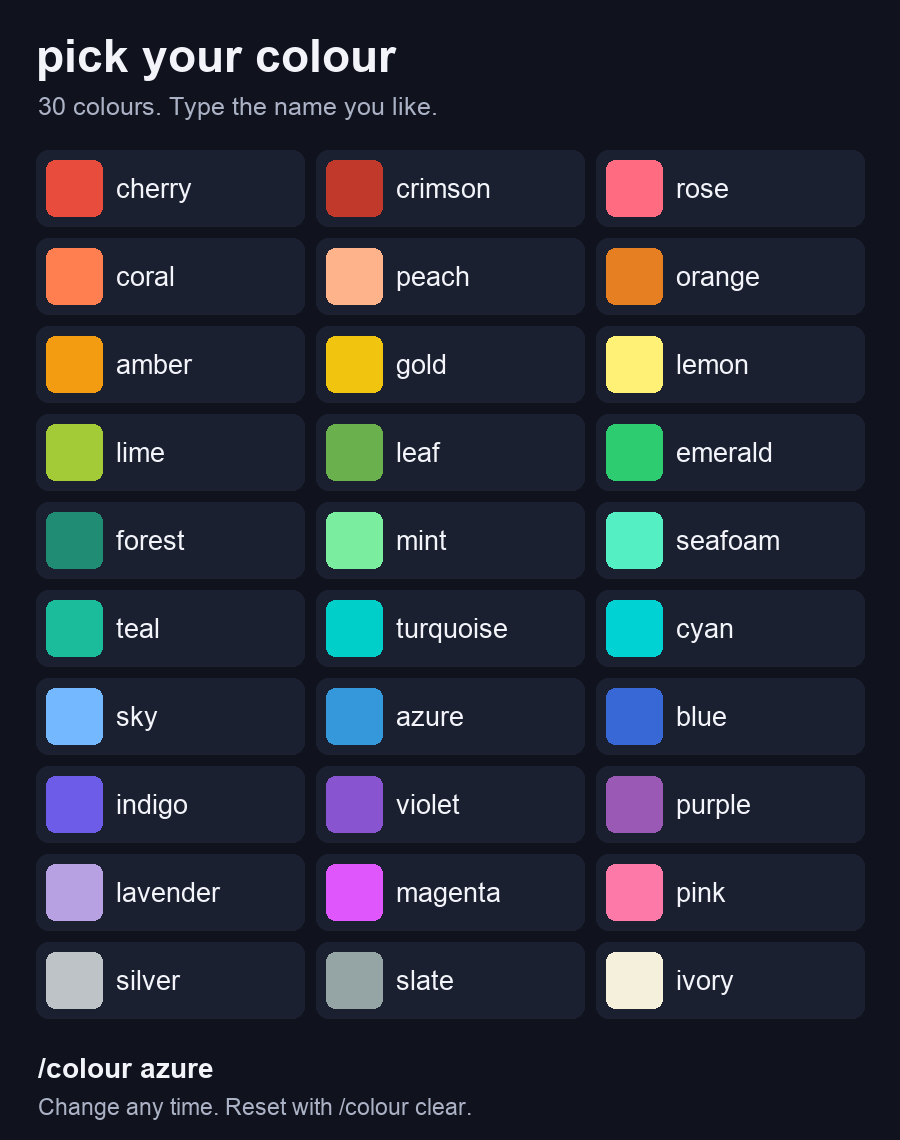 pick your colour
30 colours. Type the name you like.
cherry
crimson
rose
coral
peach
orange
amber
gold
lemon
lime
leaf
emerald
forest
mint
seafoam
teal
turquoise
cyan
sky
azure
blue
indigo
violet
purple
lavender
magenta
pink
silver
slate
ivory
/colour azure
Change any time. Reset with /colour clear.